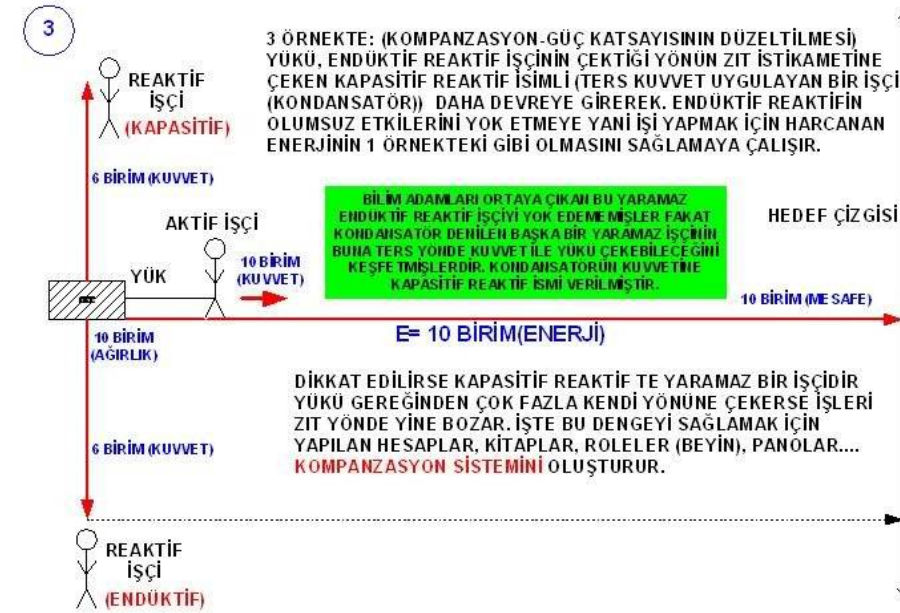 3
3 ÖRNEKTE: (KOMPANZASYON-GÜÇ KATSAYISININ DÜZELTİLMESİ)
YÜKÜ, ENDÜKTİF REAKTİF İŞÇİNİN ÇEKTİĞİ YÖNÜN ZIT İSTİKAMETİNE
ÇEKEN KAPASİTİF REAKTİF İSİMLİ (TERS KUVVET UYGULAYAN BİR İŞÇİ
(KONDANSATÖR)) DAHA DEVREYE GİREREK. ENDÜKTİF REAKTİFİN
OLUMSUZ ETKİLERİNİ YOK ETMEYE YANİ İŞİ YAPMAK İÇİN HARCANAN
ENERJİNİN 1 ÖRNEKTEKİ GİBİ OLMASINI SAĞLAMAYA ÇALIŞIR.
REAKTİF
İŞÇİ
(KAPASİTİF)
6 BİRİM (KUVVET)
BİLİM ADAMLARI ORTAYA ÇIKAN BU YARAMAZ
ENDÜKTİF REAKTİF İŞÇİYİ YOK EDEMEMİŞLER FAKAT
KONDANSATÖR DENİLEN BAŞKA BİR YARAMAZ İŞÇİNİN
BUNA TERS YÖNDE KUVVET İLE YÜKÜ ÇEKEBİLECEĞİNİ
KEŞFETMİŞLERDİR. KONDANSATÖRÜN KUVVETİNE
KAPASİTİF REAKTİF İSMİ VERİLMİŞTİR.
HEDEF ÇİZGİSİ
AKTİF İŞÇİ
10 BİRİM
(KUVVET)
YÜK
10 BİRİM (MESAFE)
10 BİRİM
(AĞIRLIK)
E= 10 BİRİM(ENERJİ)
DİKKAT EDİLİRSE KAPASİTİF REAKTİF TE YARAMAZ BİR İŞÇİDİR
YÜKÜ GEREĞİNDEN ÇOK FAZLA KENDİ YÖNÜNE ÇEKERSE İŞLERİ
ZIT YÖNDE YİNE BOZAR. İŞTE BU DENGEYİ SAĞLAMAK İÇİN
YAPILAN HESAPLAR, KİTAPLAR, ROLELER (BEYİN), PANOLAR....
KOMPANZASYON SİSTEMİNİ OLUŞTURUR.
6 BİRİM (KUVVET)
REAKTİF
İŞÇİ
(ENDÜKTİF)